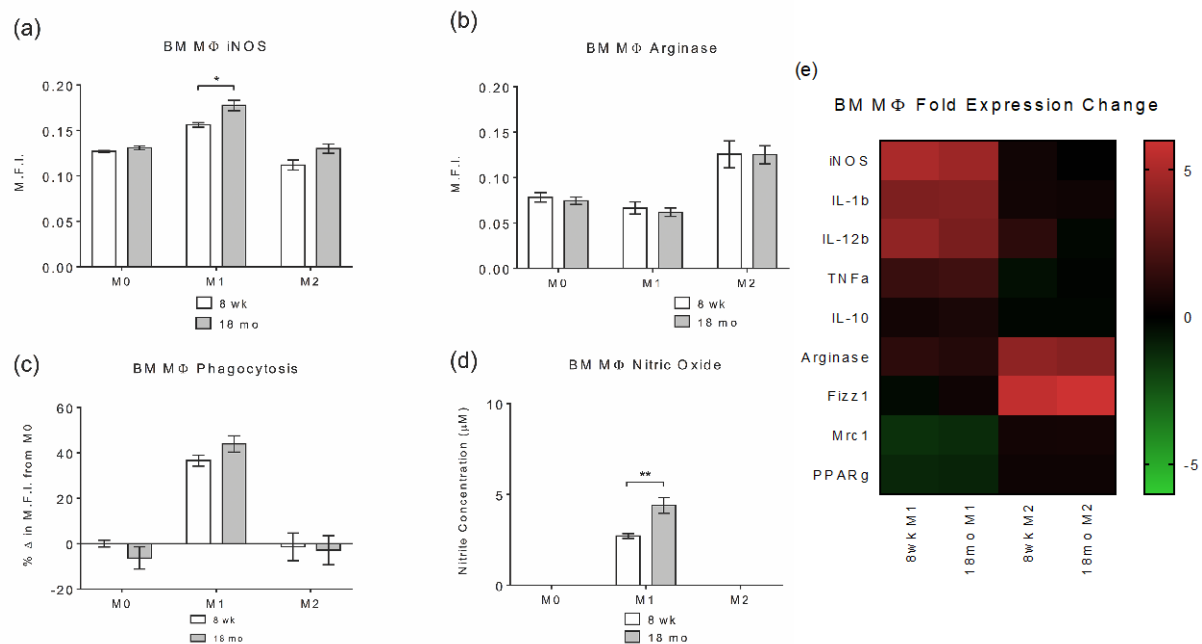 (a)
BM MΦ iNOS
M.F.I.
0.20
0.15
0.10
0.05
0.00
*
M0
M1
M2
8 wk
18 mo
(b)
BM MΦ Arginase
M.F.I.
0.20
0.15
0.10
0.05
0.00
M0
M1
M2
8 wk
18 mo
(c)
BM MΦ Phagocytosis
% Δ in M.F.I. from M0
60
40
20
0
-20
M0
M1
M2
8 wk
18 mo
(d)
BM MΦ Nitric Oxide
Nitrile Concentration (μM)
10
5
0
**
M0
M1
M2
8 wk
18 mo
(e)
BM MΦ Fold Expression Change
iNOS
IL-1b
IL-12b
TNFa
IL-10
Arginase
Fizz1
Mrc1
PPARg
8wk M1
18mo M1
8wk M2
18mo M2
5
0
-5